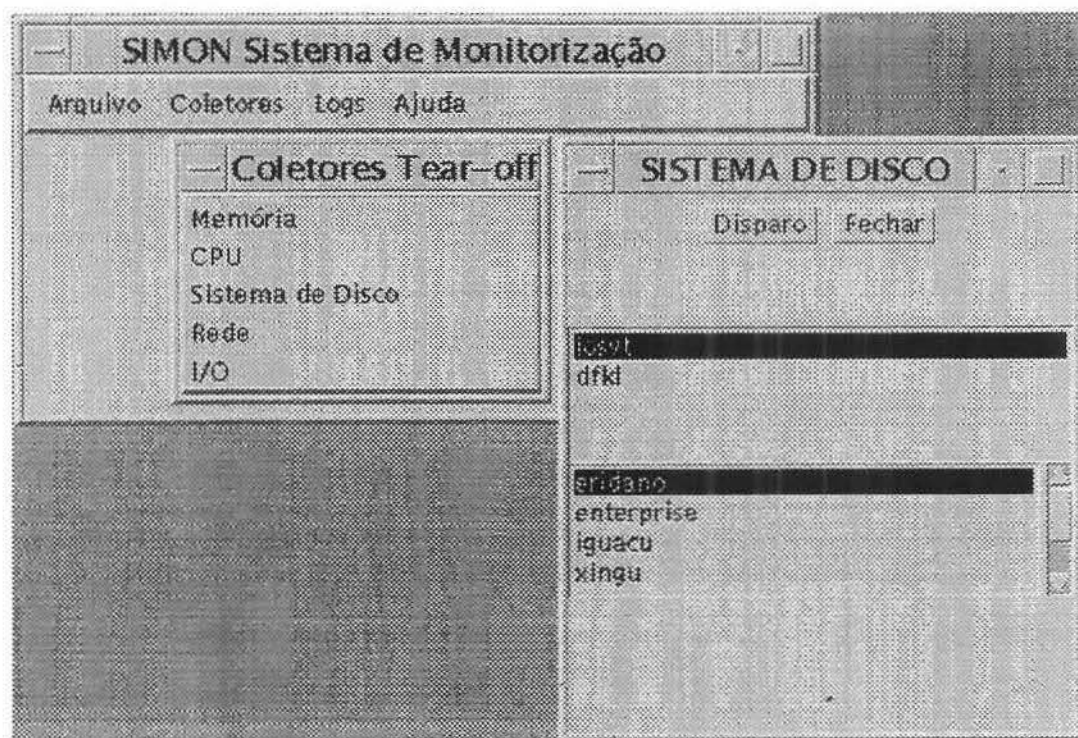 SIMON Sistema de Monitorização
Arquivo Coletores Logs Ajuda
Coletores Tear-off
Memória
CPU
Sistema de Disco
Rede
I/O
SISTEMA DE DISCO
Disparo Fechar
dfkl
eridano
enterprise
iguacu
xingu